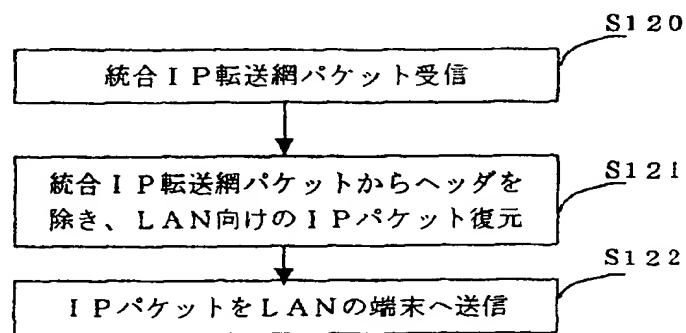 S120
統合IP転送網パケット受信
S121
統合IP転送網パケットからヘッダを
除き、LAN向けのIPパケット復元
S122
IPパケットをLANの端末へ送信